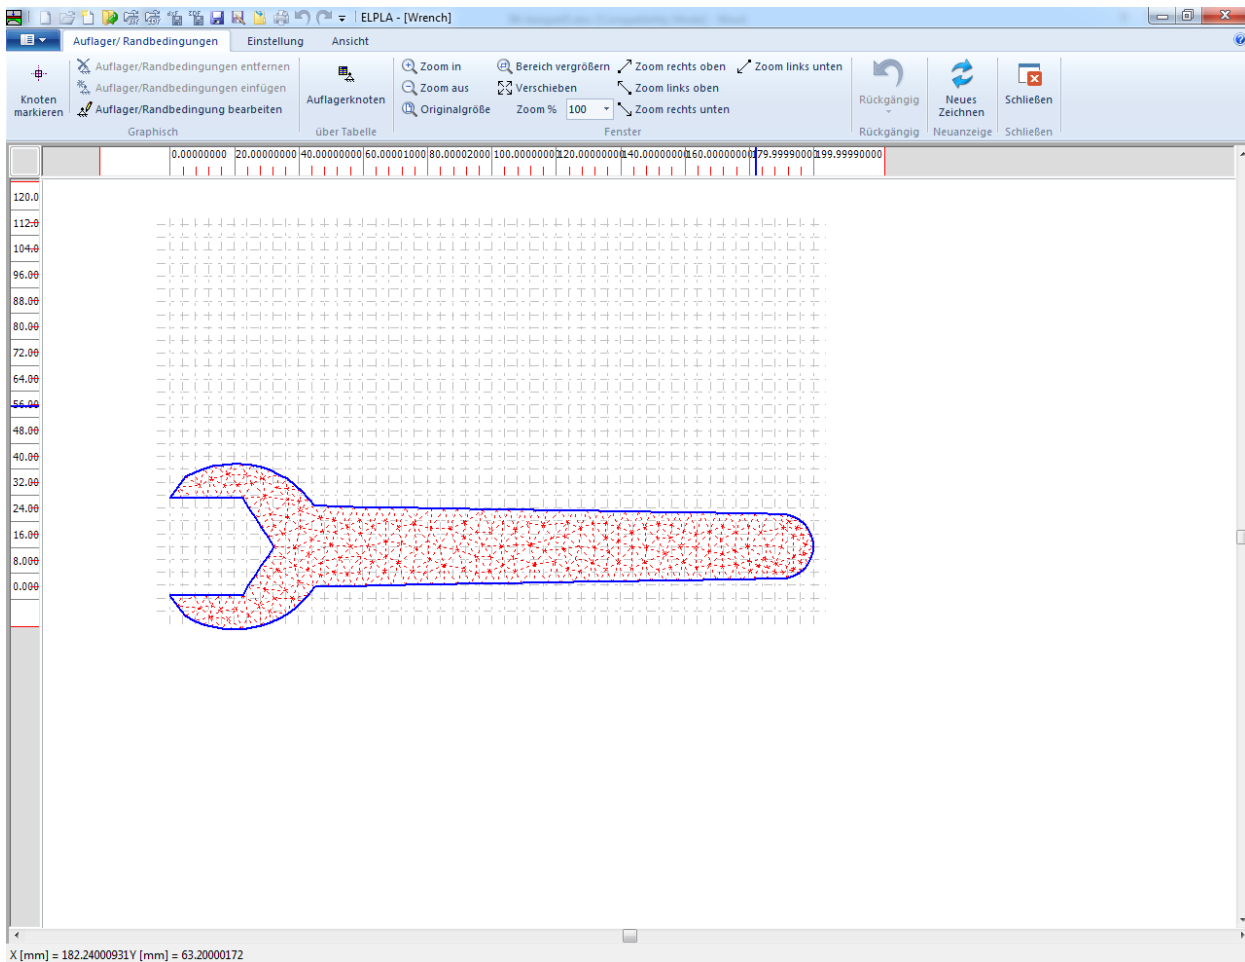 ELPLA - [Wrench]
Auflager/ Randbedingungen Einstellung Ansicht
Auflager/Randbedingungen entfernen Zoom in Bereich vergrößern Zoom rechts oben Zoom links unten
Auflager/Randbedingungen einfügen Zoom aus Verschieben Zoom links oben
Knoten markieren Auflager/Randbedingung bearbeiten Auflagerknoten Originalgröße Zoom % 100 Zoom rechts unten Rückgängig Neues Zeichnen Schließen
Graphisch über Tabelle Fenster Rückgängig Neuanzeige Schließen
0.00000000 20.00000000 40.00000000 60.00001000 80.00002000 100.00000000 120.00000000 140.00000000 160.00000000 179.99990000 199.99990000
120.0
112.0
104.0
96.00
88.00
80.00
72.00
64.00
56.00
48.00
40.00
32.00
24.00
16.00
8.000
0.000
X [mm] = 182.24000931Y [mm] = 63.20000172